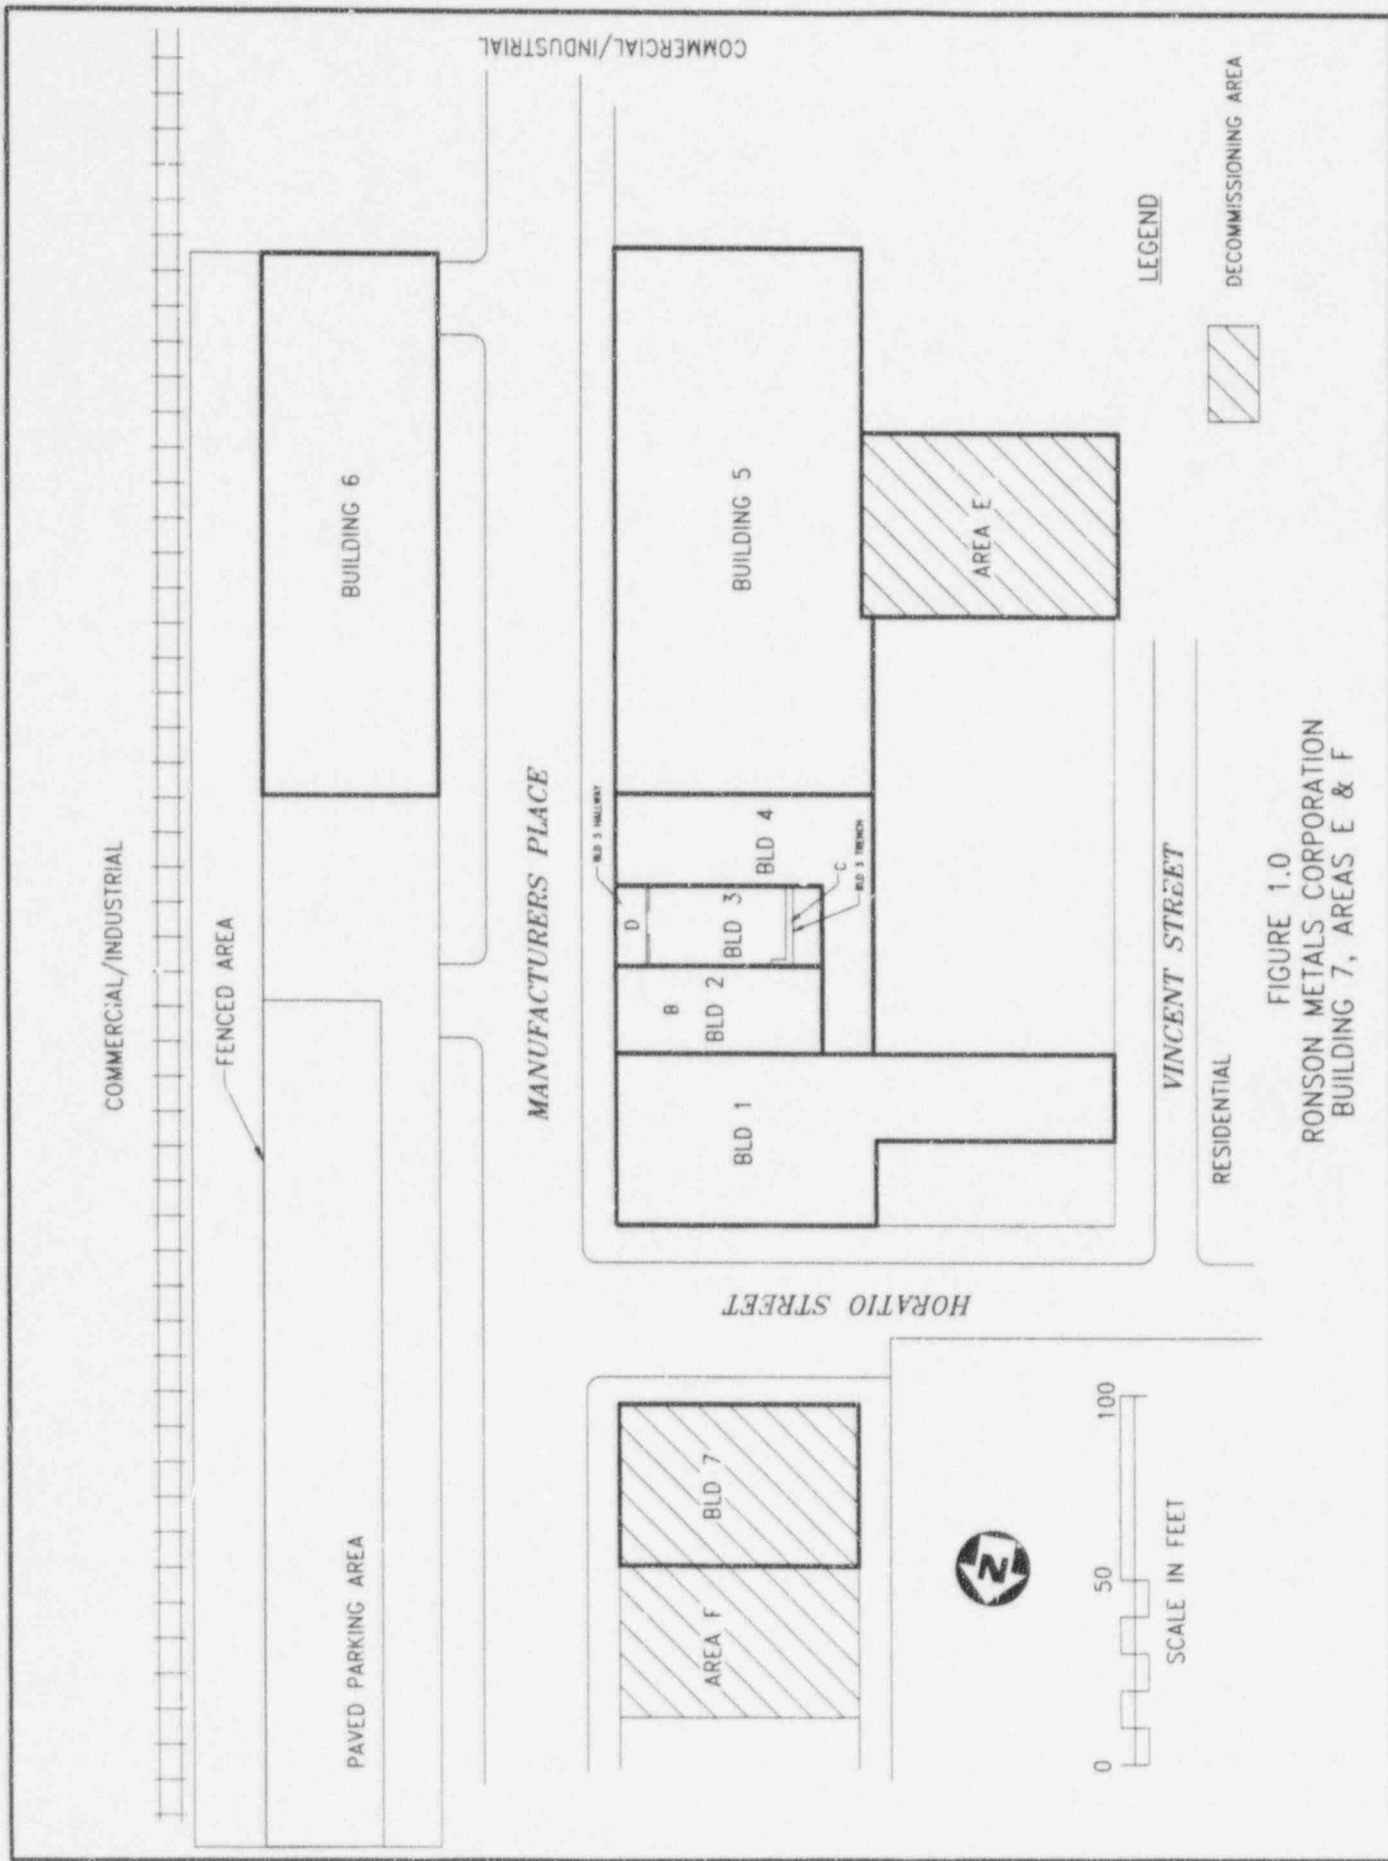 COMMERCIAL/INDUSTRIAL
FENCED AREA
PAVED PARKING AREA
BUILDING 6
COMMERCIAL/INDUSTRIAL
MANUFACTURERS PLACE
BLD 3 HALLWAY
AREA F
BLD 7
HORATIO STREET
BLD 1
B
BLD 2
D
BLD 3
C
BLD 3 TRENCH
BLD 4
BUILDING 5
AREA E
N
VINCENT STREET
RESIDENTIAL
LEGEND
DECOMMISSIONING AREA
0 50 100
SCALE IN FEET
FIGURE 1.0
RONSON METALS CORPORATION
BUILDING 7, AREAS E & F